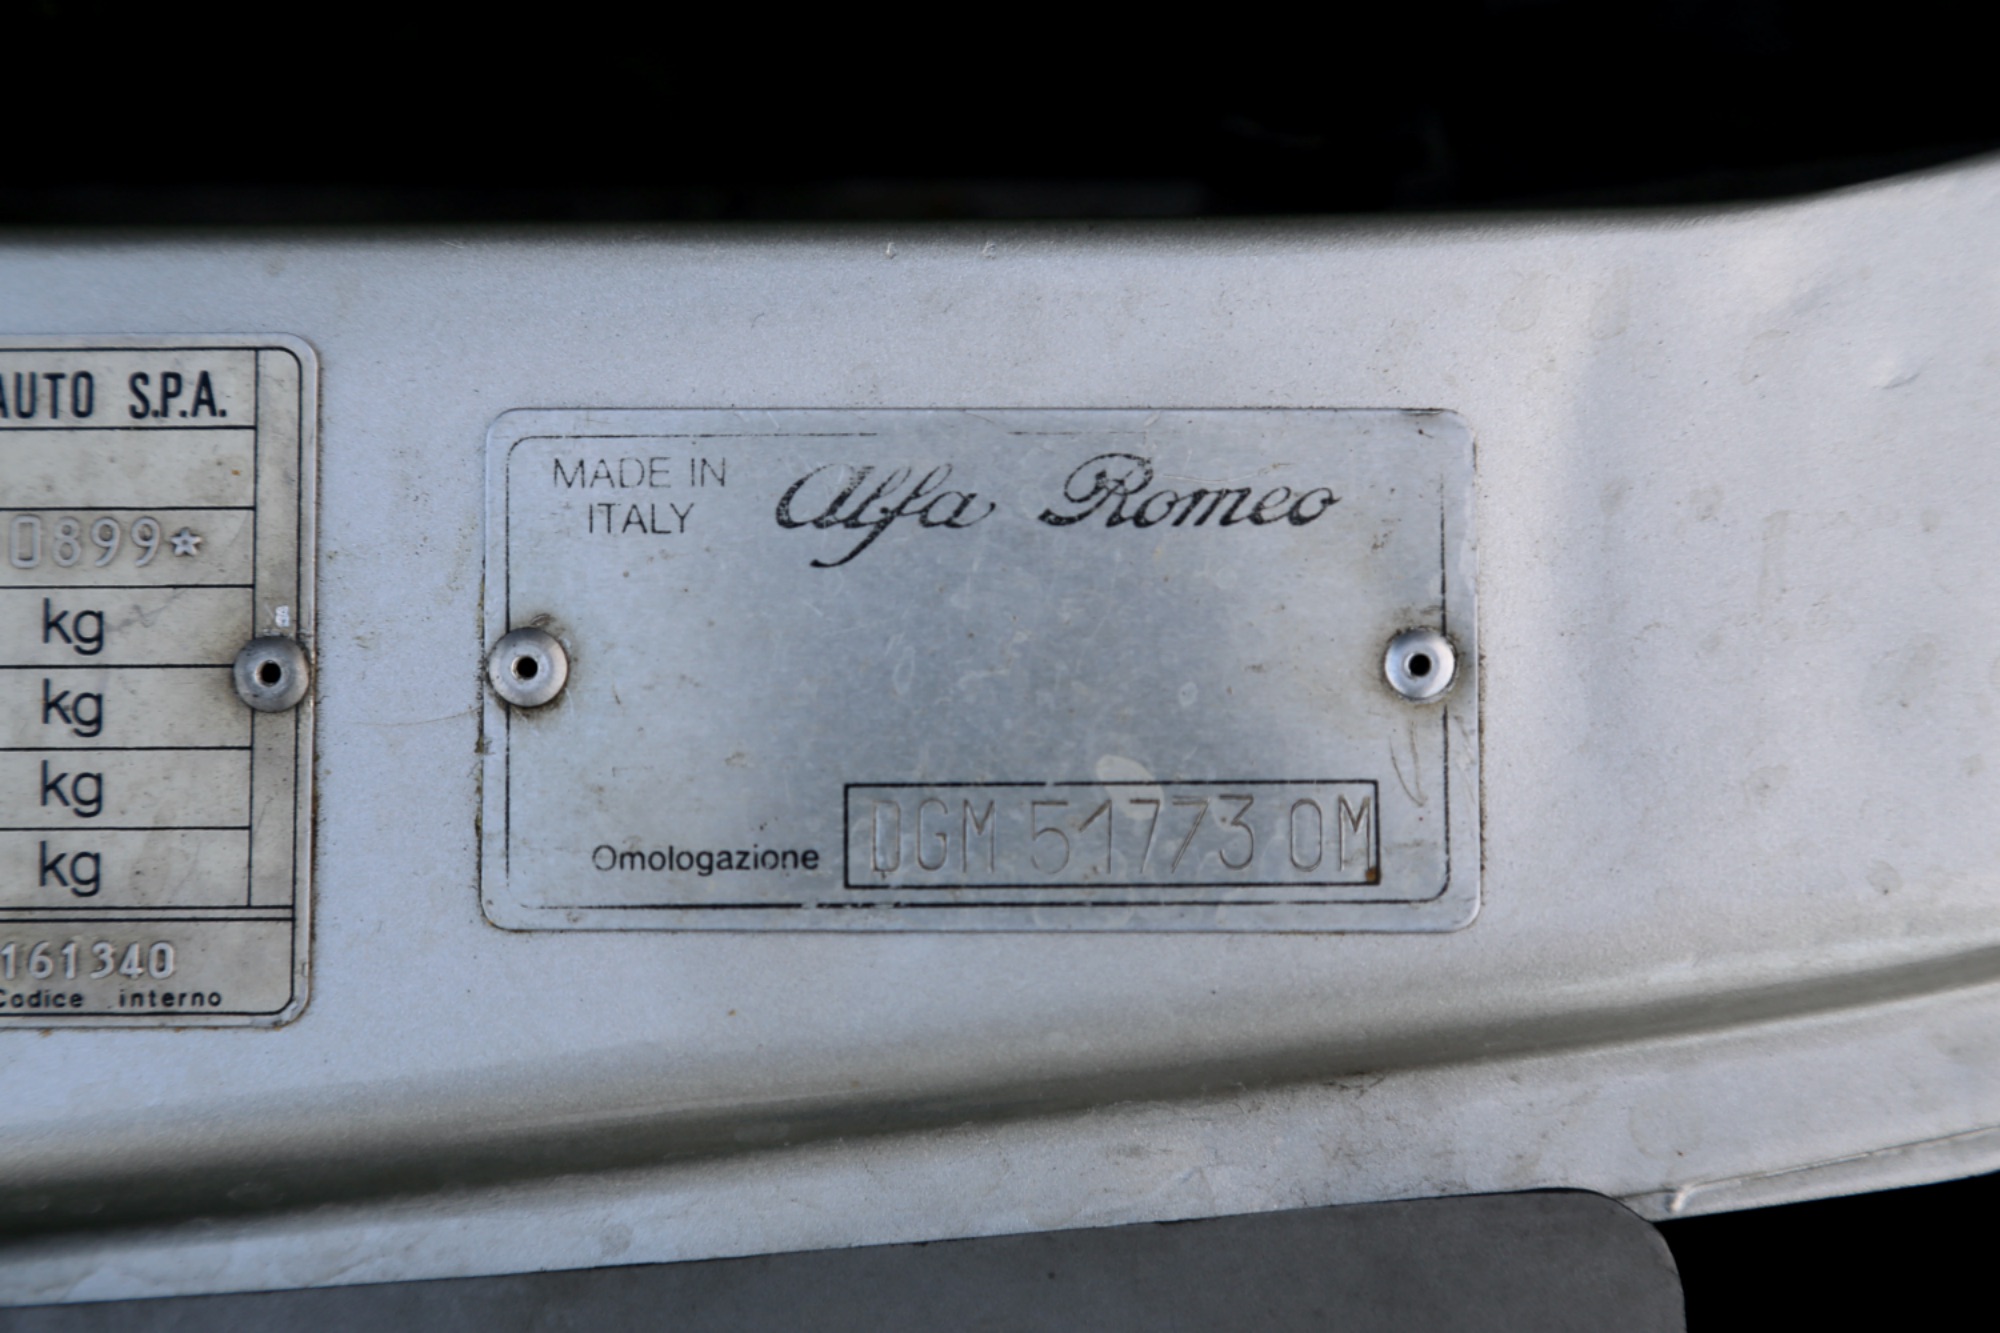 AUTO S.P.A.
0899*
kg
kg
kg
kg
161340
Codice interno
MADE IN
ITALY
Alfa Romeo
Omologazione DGM 51773 OM